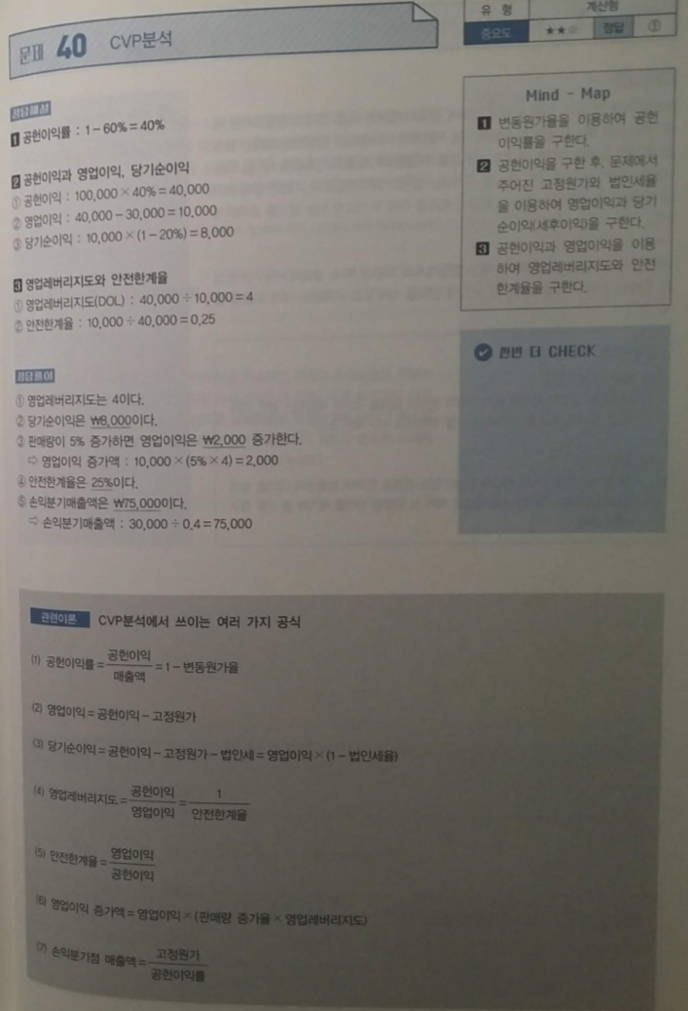 문제 40 CVP분석
유 형 계산형
중요도 ★★☆ 정답 ①
정답해설
1 공헌이익률 : 1-60%=40%
2 공헌이익과 영업이익, 당기순이익
① 공헌이익 : 100,000×40%=40,000
② 영업이익 : 40,000-30,000=10,000
③ 당기순이익 : 10,000×(1-20%)=8,000
3 영업레버리지도와 안전한계율
① 영업레버리지도(DOL) : 40,000÷10,000=4
② 안전한계율 : 10,000÷40,000=0.25
정답풀이
① 영업레버리지도는 4이다.
② 당기순이익은 ₩8,000이다.
③ 판매량이 5% 증가하면 영업이익은 ₩2,000 증가한다.
⇨ 영업이익 증가액 : 10,000×(5%×4)=2,000
④ 안전한계율은 25%이다.
⑤ 손익분기매출액은 ₩75,000이다.
⇨ 손익분기매출액 : 30,000÷0.4=75,000
Mind - Map
1 변동원가율을 이용하여 공헌
이익률을 구한다.
2 공헌이익을 구한 후, 문제에서
주어진 고정원가와 법인세율
을 이용하여 영업이익과 당기
순이익(세후이익)을 구한다.
3 공헌이익과 영업이익을 이용
하여 영업레버리지도와 안전
한계율을 구한다.
한번 더 CHECK
관련이론 CVP분석에서 쓰이는 여러 가지 공식
(1) 공헌이익률=공헌이익/매출액=1-변동원가율
(2) 영업이익=공헌이익-고정원가
(3) 당기순이익=공헌이익-고정원가-법인세=영업이익×(1-법인세율)
(4) 영업레버리지도=공헌이익/영업이익=1/안전한계율
(5) 안전한계율=영업이익/공헌이익
(6) 영업이익 증가액=영업이익×(판매량 증가율×영업레버리지도)
(7) 손익분기점 매출액=고정원가/공헌이익률